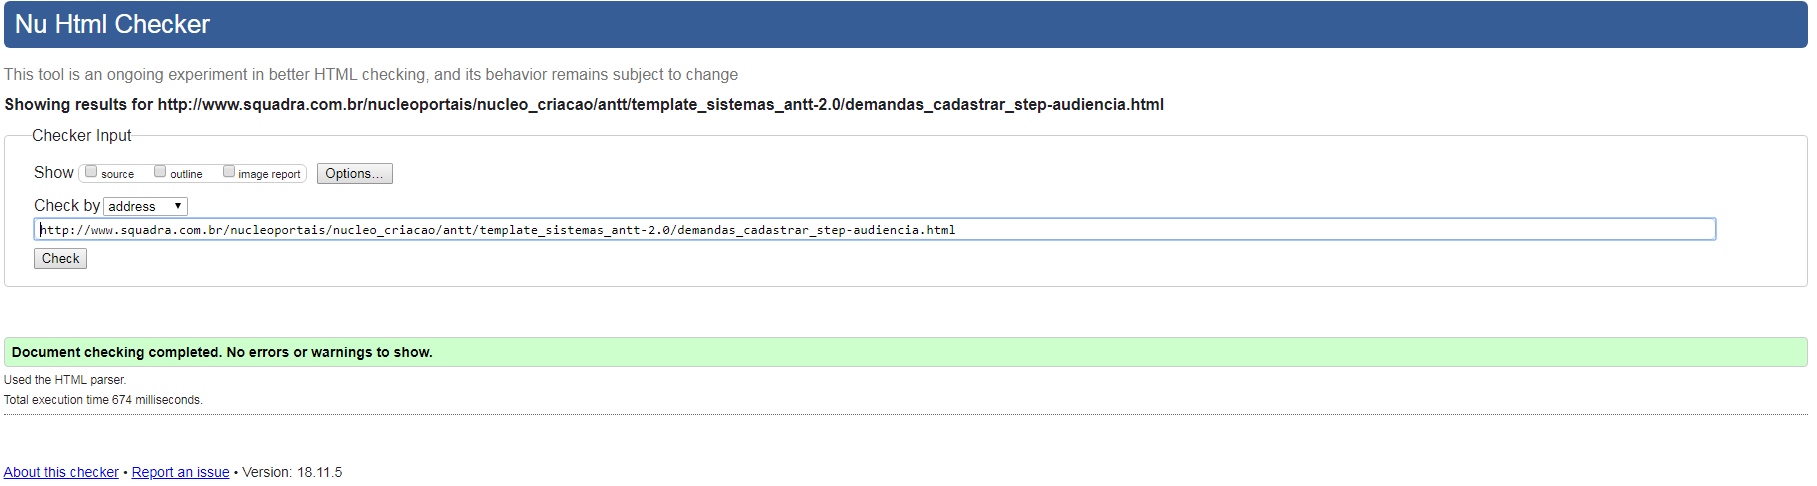 Nu Html Checker
This tool is an ongoing experiment in better HTML checking, and its behavior remains subject to change
Showing results for http://www.squadra.com.br/nucleoportais/nucleo_criacao/antt/template_sistemas_antt-2.0/demandas_cadastrar_step-audiencia.html
Checker Input
Show source outline image report Options...
Check by address
http://www.squadra.com.br/nucleoportais/nucleo_criacao/antt/template_sistemas_antt-2.0/demandas_cadastrar_step-audiencia.html
Check
Document checking completed. No errors or warnings to show.
Used the HTML parser.
Total execution time 674 milliseconds.
About this checker • Report an issue • Version: 18.11.5